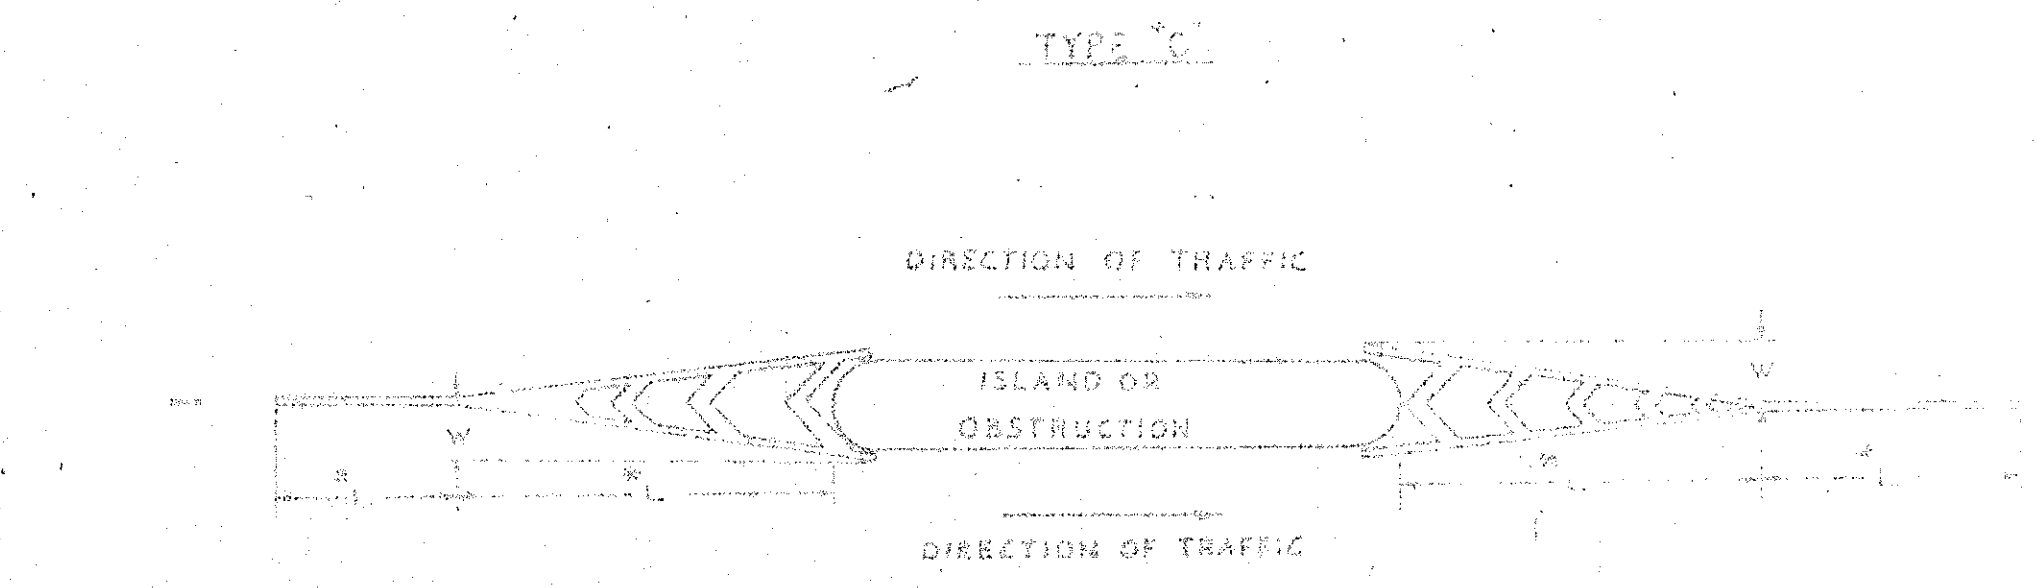 TYPE "C"
DIRECTION OF TRAFFIC
W
ISLAND OR
OBSTRUCTION
W
* L
* L
* L
* L
DIRECTION OF TRAFFIC